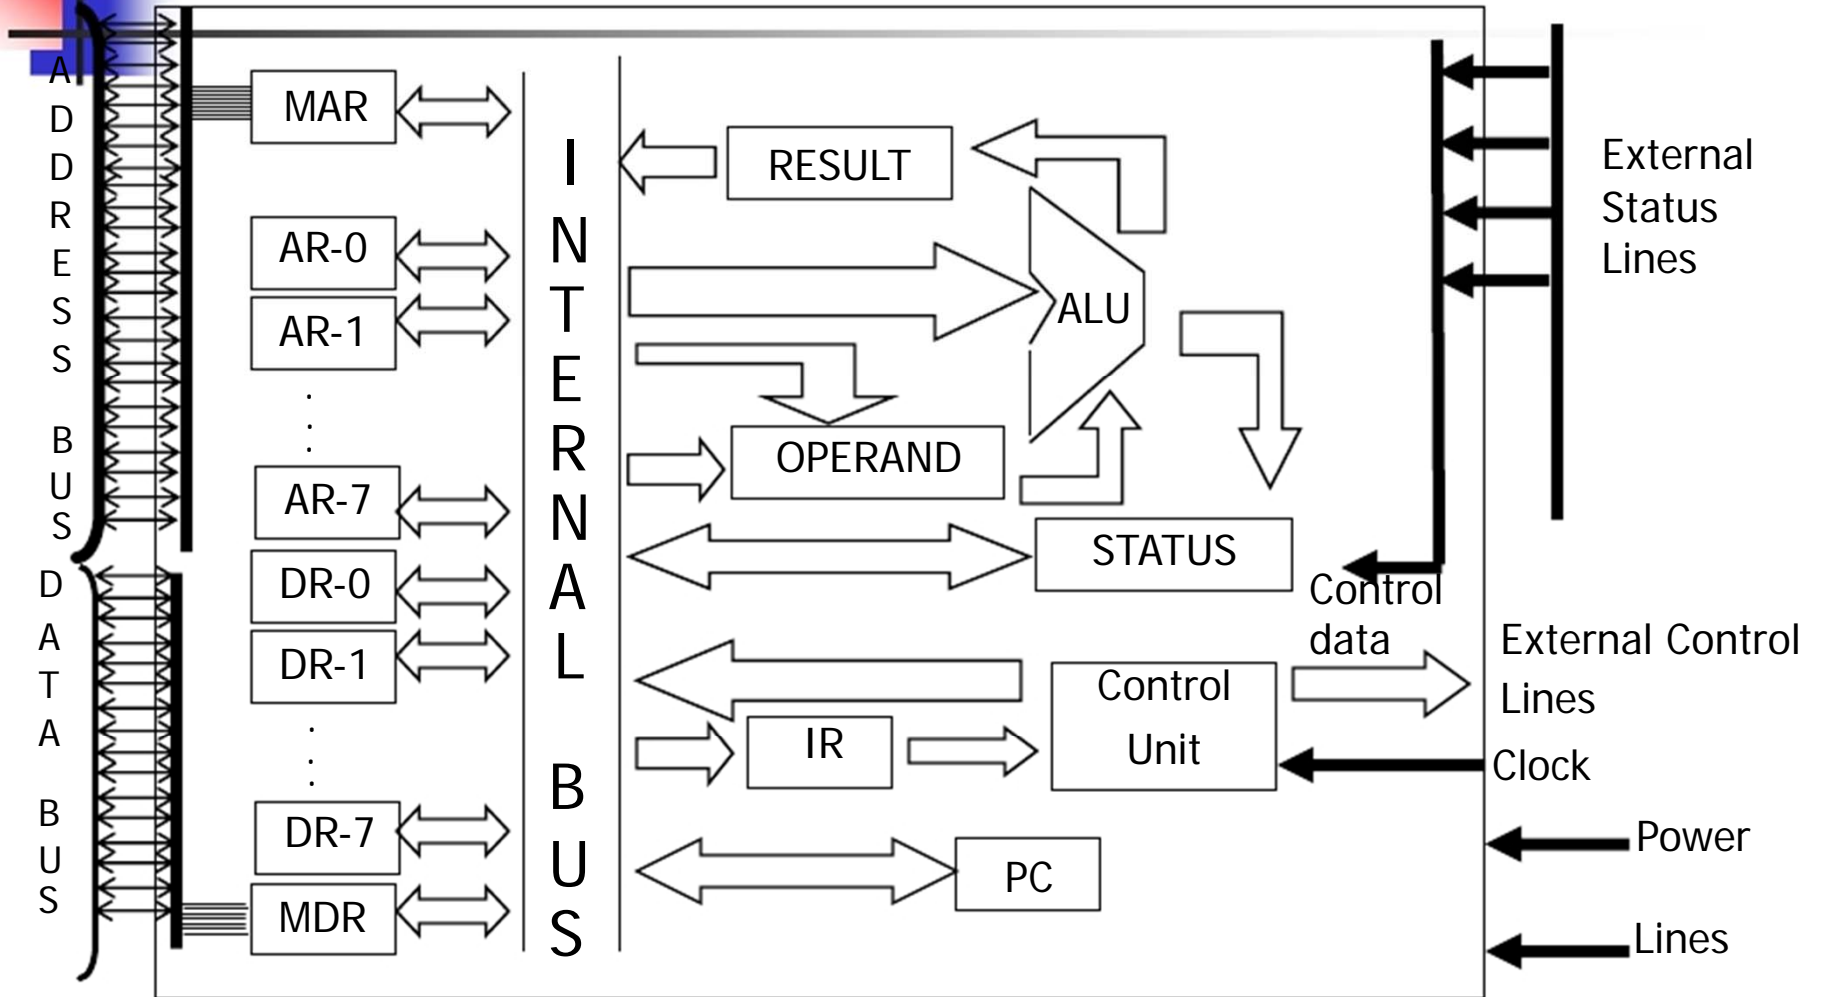 ADDRESS BUS
DATA BUS
MAR
AR-0
AR-1
.
.
.
AR-7
DR-0
DR-1
.
.
.
DR-7
MDR
INTERNAL BUS
RESULT
ALU
OPERAND
STATUS
Control
Unit
IR
PC
External
Status
Lines
Control
data
External Control
Lines
Clock
Power
Lines